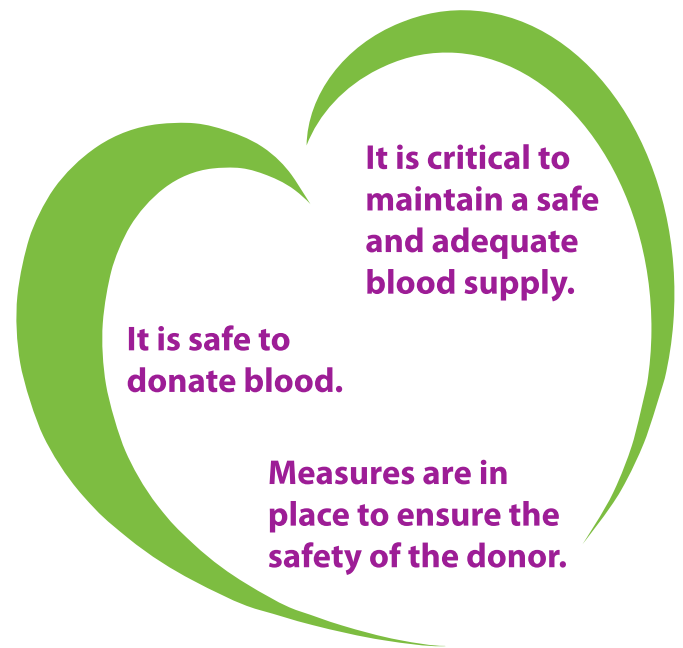 It is critical to
maintain a safe
and adequate
blood supply.
It is safe to
donate blood.
Measures are in
place to ensure the
safety of the donor.